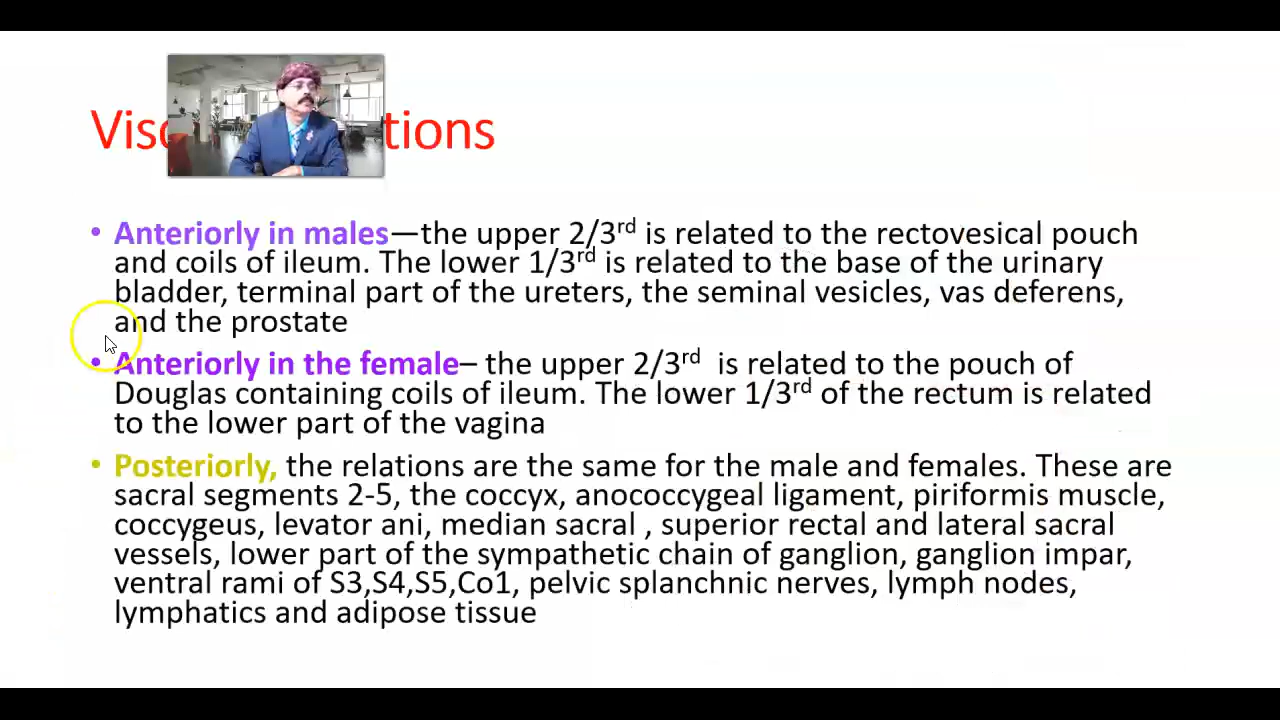 Visc tions
• Anteriorly in males—the upper 2/3rd is related to the rectovesical pouch
and coils of ileum. The lower 1/3rd is related to the base of the urinary
bladder, terminal part of the ureters, the seminal vesicles, vas deferens,
and the prostate
• Anteriorly in the female– the upper 2/3rd is related to the pouch of
Douglas containing coils of ileum. The lower 1/3rd of the rectum is related
to the lower part of the vagina
• Posteriorly, the relations are the same for the male and females. These are
sacral segments 2-5, the coccyx, anococcygeal ligament, piriformis muscle,
coccygeus, levator ani, median sacral , superior rectal and lateral sacral
vessels, lower part of the sympathetic chain of ganglion, ganglion impar,
ventral rami of S3,S4,S5,Co1, pelvic splanchnic nerves, lymph nodes,
lymphatics and adipose tissue